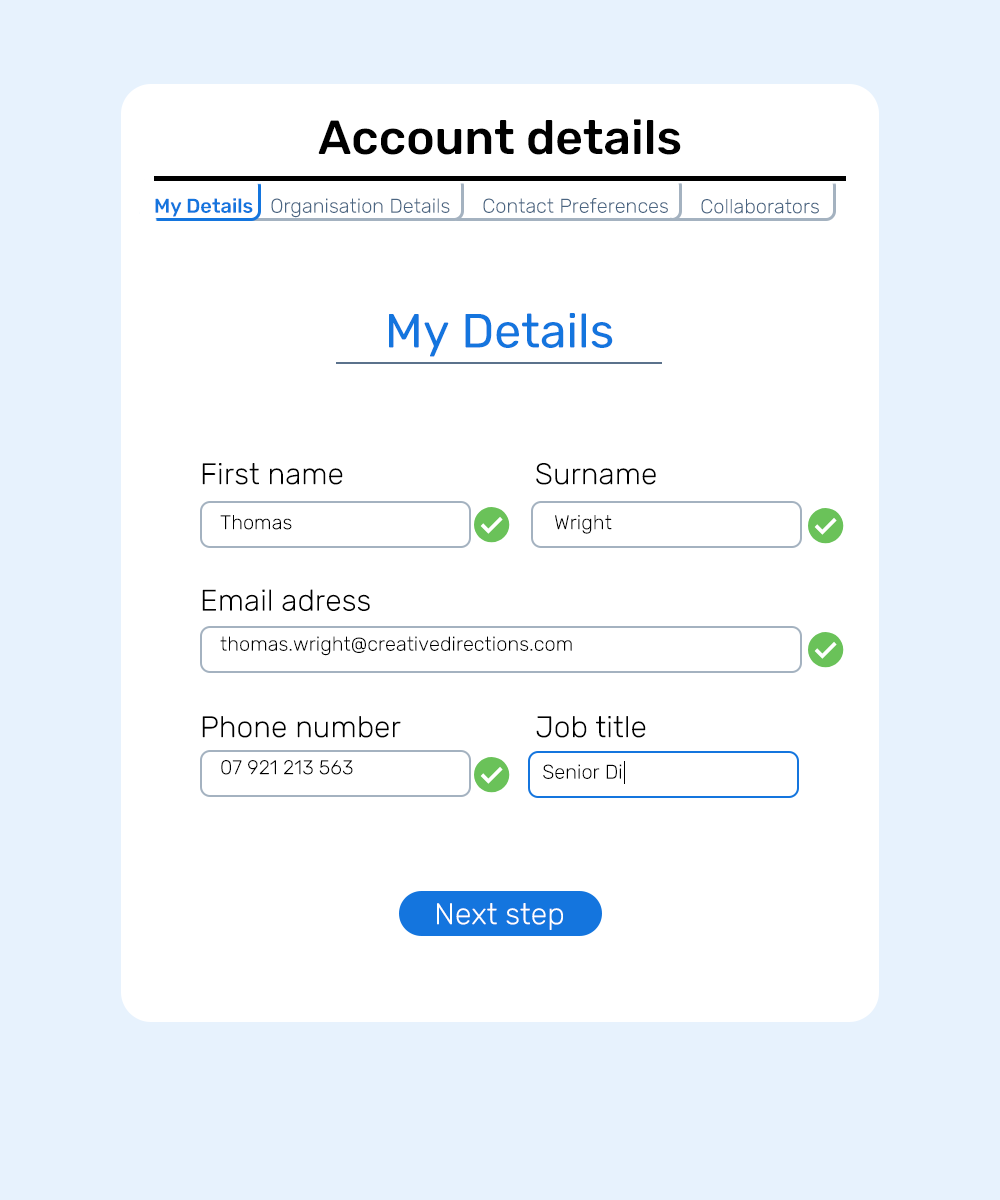 Account details
My Details Organisation Details Contact Preferences Collaborators
My Details
First name Surname
Thomas Wright
Email adress
thomas.wright@creativedirections.com
Phone number Job title
07 921 213 563 Senior Di
Next step